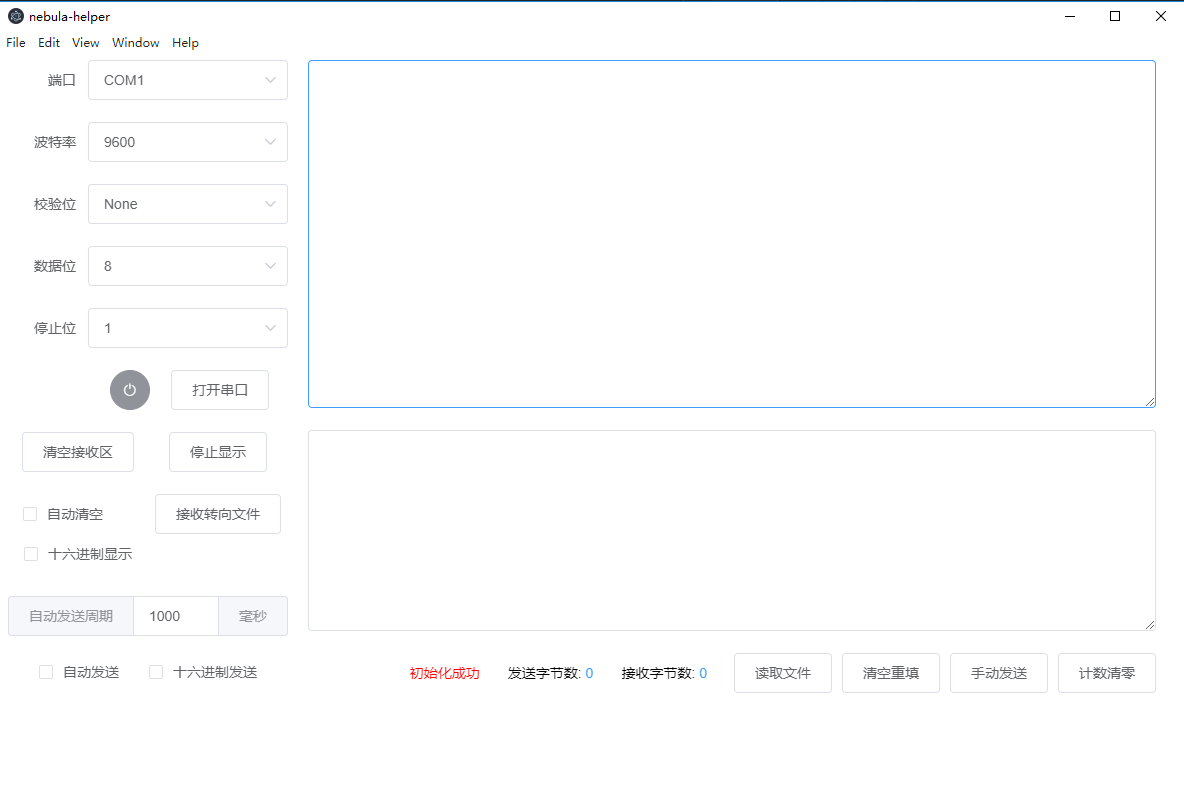 nebula-helper
File Edit View Window Help
端口 COM1
波特率 9600
校验位 None
数据位 8
停止位 1
打开串口
清空接收区 停止显示
自动清空 接收转向文件
十六进制显示
自动发送周期 1000 毫秒
自动发送 十六进制发送 初始化成功 发送字节数: 0 接收字节数: 0 读取文件 清空重填 手动发送 计数清零